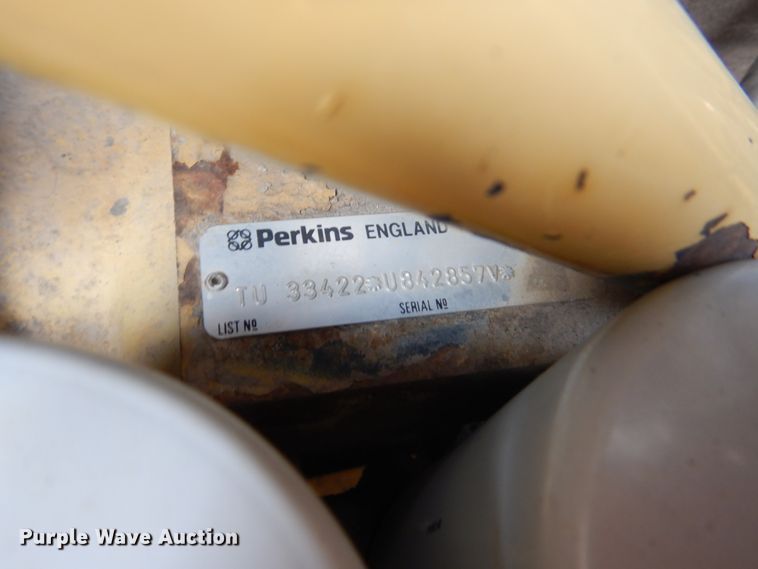 Perkins ENGLAND
TU 33422*U842857V*
LIST Nº SERIAL Nº
Purple Wave Auction